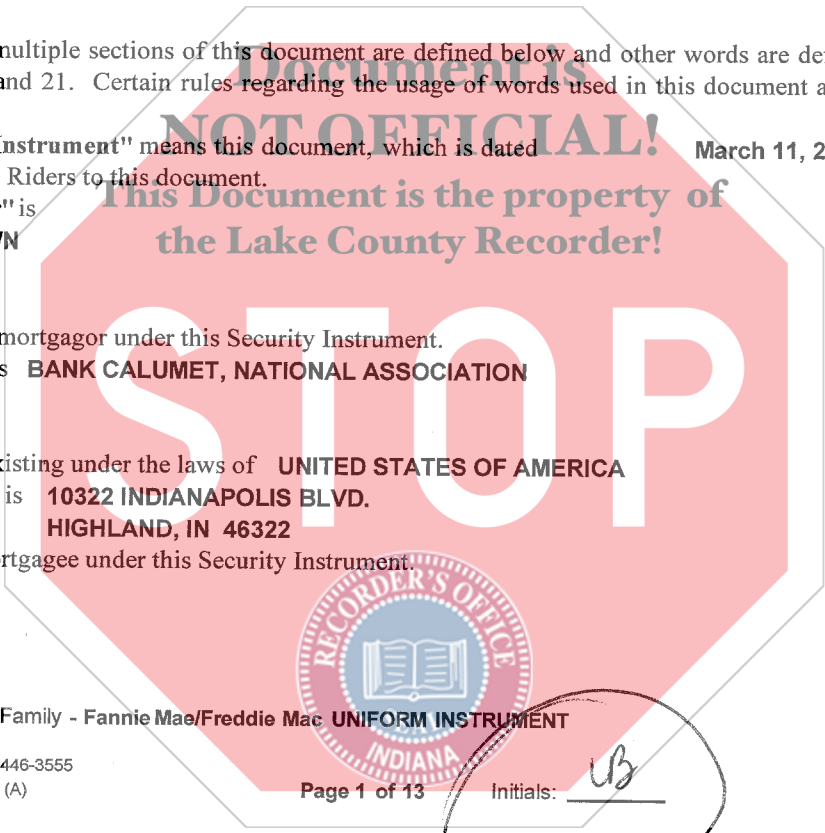 multiple sections of this document are defined below and other words are def
and 21. Certain rules regarding the usage of words used in this document a
Document is
NOT OFFICIAL!
This Document is the property of
the Lake County Recorder!
Instrument" means this document, which is dated March 11, 2
Riders to this document.
" is
STOP
mortgagor under this Security Instrument.
s BANK CALUMET, NATIONAL ASSOCIATION
xisting under the laws of UNITED STATES OF AMERICA
is 10322 INDIANAPOLIS BLVD.
HIGHLAND, IN 46322
rtgagee under this Security Instrument.
RECORDER'S OFFICE
SEAL
INDIANA
Family - Fannie Mae/Freddie Mac UNIFORM INSTRUMENT
446-3555
(A)
Page 1 of 13 Initials: